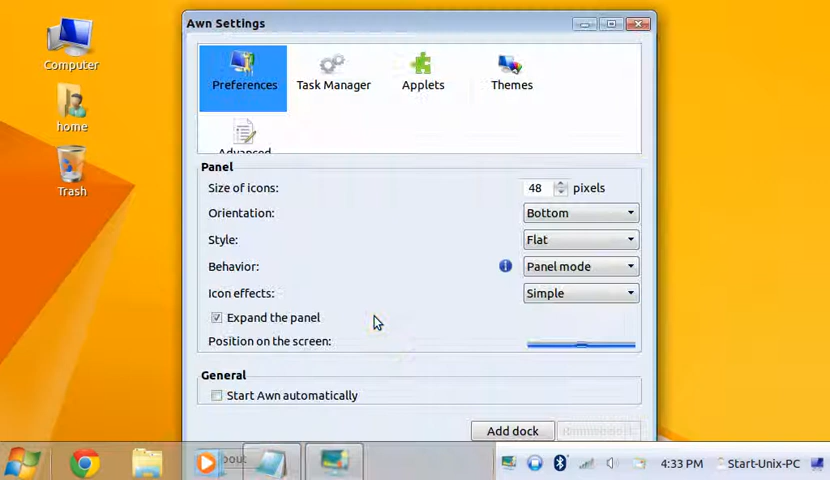 Awn Settings
Computer
home
Trash
Preferences
Task Manager
Applets
Themes
Advanced
Panel
Size of icons:
48
pixels
Orientation:
Bottom
Style:
Flat
Behavior:
Panel mode
Icon effects:
Simple
Expand the panel
Position on the screen:
General
Start Awn automatically
Add dock
bout
4:33 PM
Start-Unix-PC